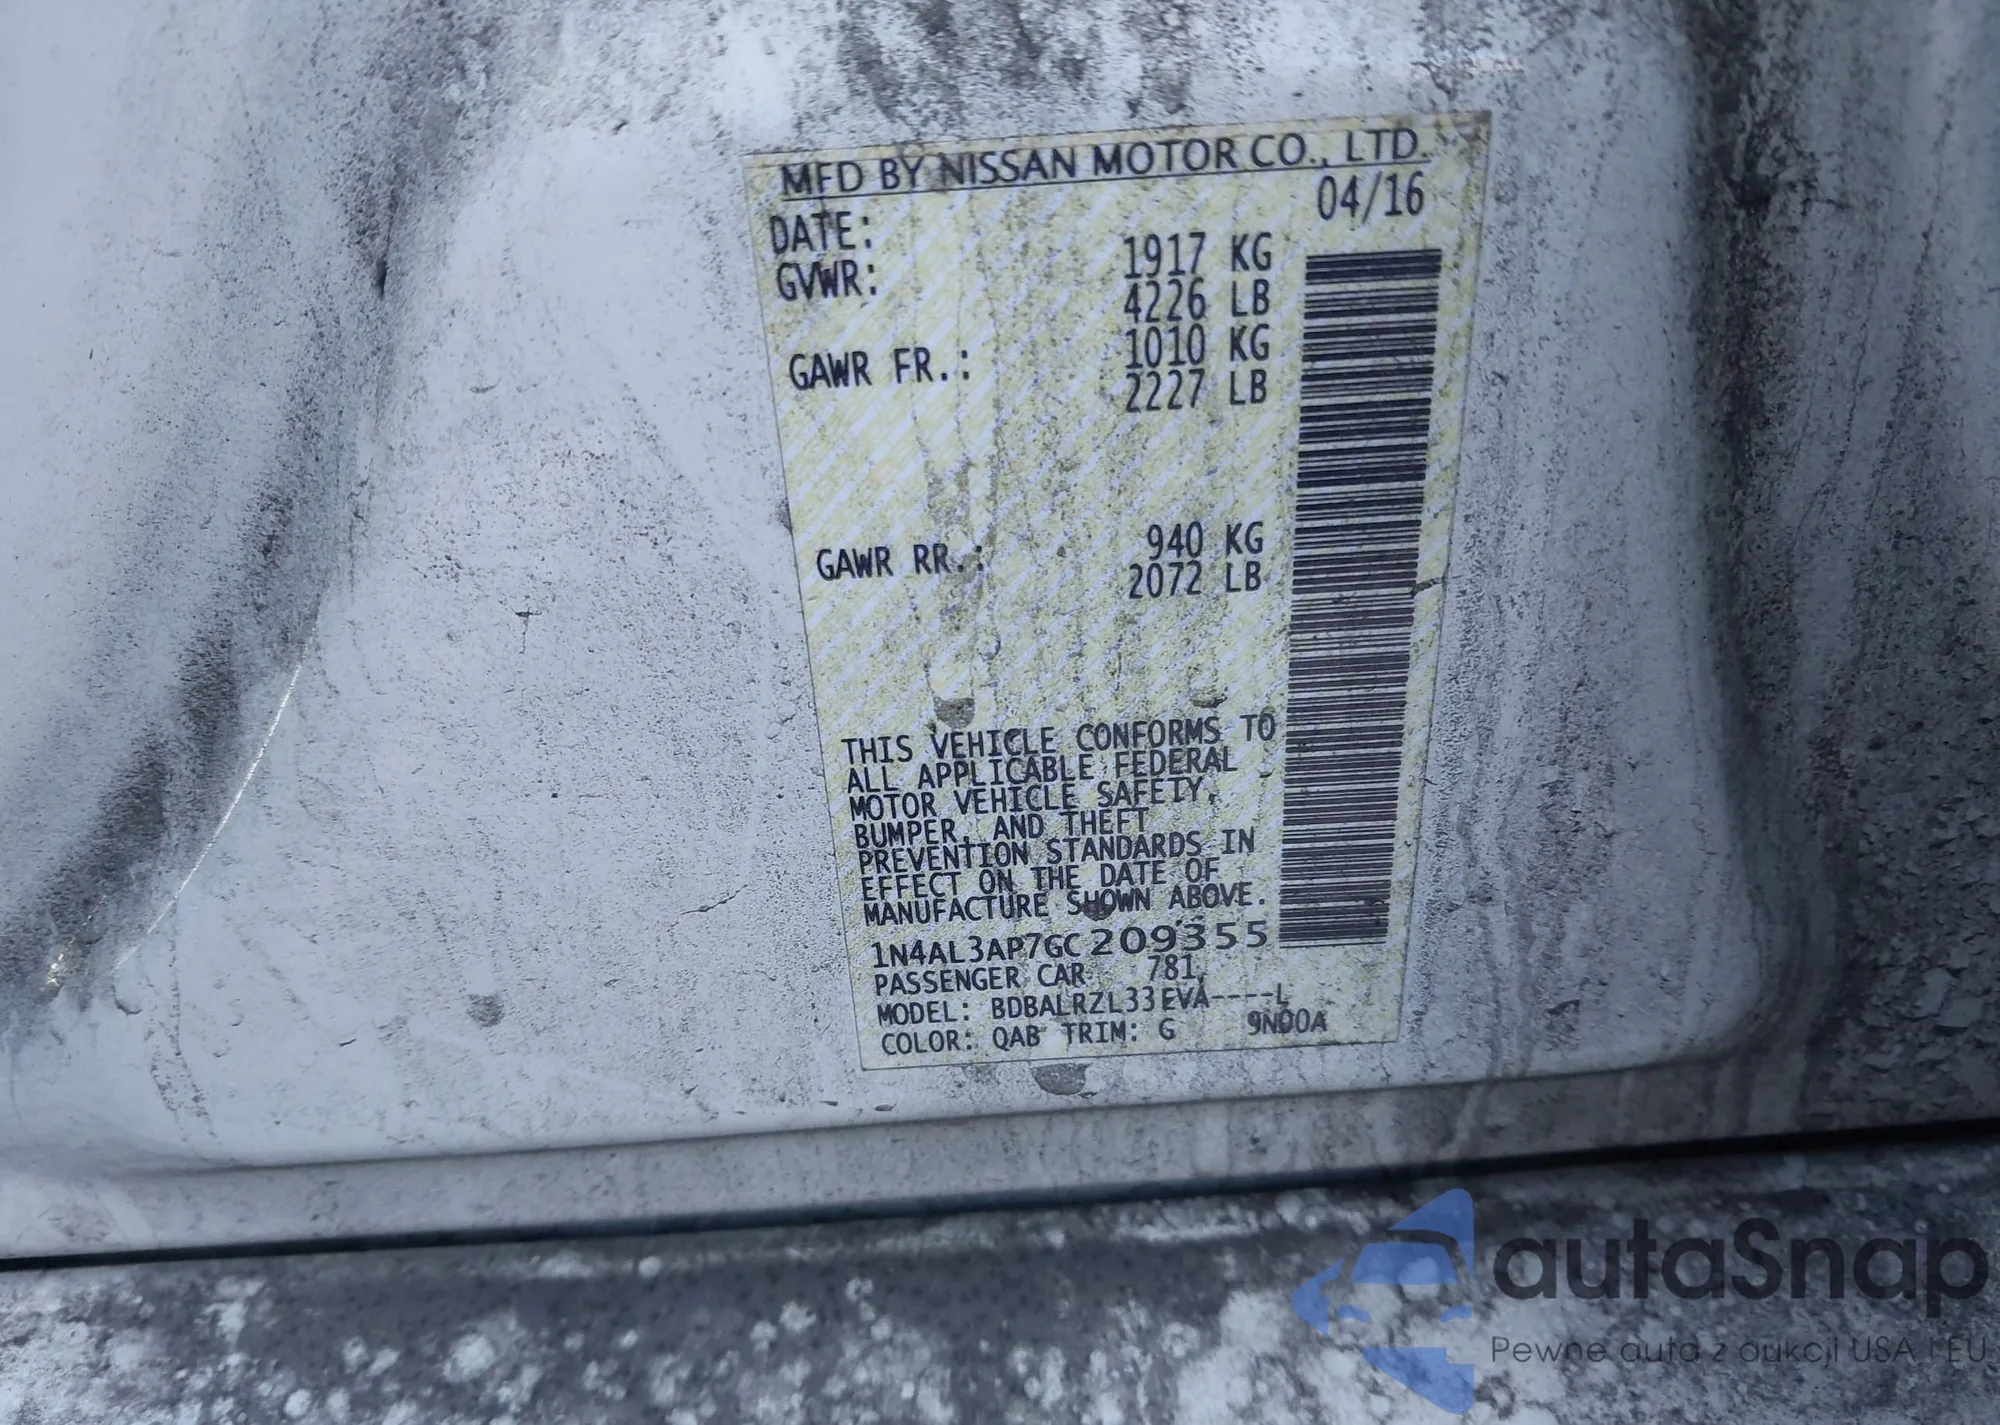 MFD BY NISSAN MOTOR CO., LTD.
DATE: 04/16
GVWR: 1917 KG
4226 LB
GAWR FR.: 1010 KG
2227 LB
GAWR RR.: 940 KG
2072 LB
THIS VEHICLE CONFORMS TO
ALL APPLICABLE FEDERAL
MOTOR VEHICLE SAFETY,
BUMPER, AND THEFT
PREVENTION STANDARDS IN
EFFECT ON THE DATE OF
MANUFACTURE SHOWN ABOVE.
1N4AL3AP7GC209355
PASSENGER CAR 781
MODEL: BDBALRZL33EVA----L
COLOR: QAB TRIM: G 9N00A
autaSnap
Pewne auta z aukcji USA i EU